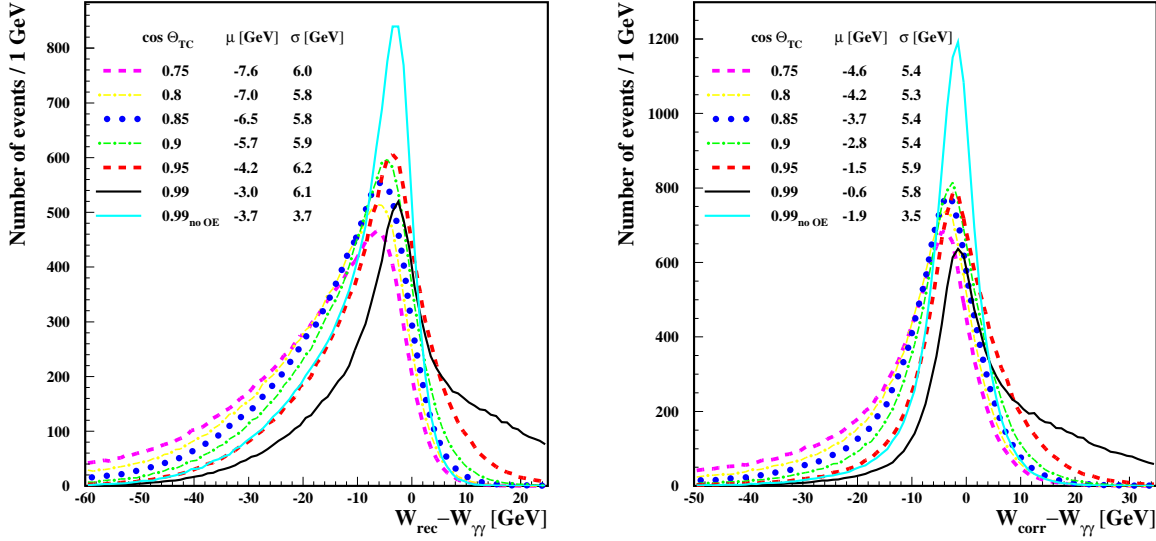 Number of events / 1 GeV
cos Θ_TC μ [GeV] σ [GeV]
0.75 -7.6 6.0
0.8 -7.0 5.8
0.85 -6.5 5.8
0.9 -5.7 5.9
0.95 -4.2 6.2
0.99 -3.0 6.1
0.99_no OE -3.7 3.7
800
700
600
500
400
300
200
100
0
-60 -50 -40 -30 -20 -10 0 10 20
W_rec−W_γγ [GeV]
Number of events / 1 GeV
cos Θ_TC μ [GeV] σ [GeV]
0.75 -4.6 5.4
0.8 -4.2 5.3
0.85 -3.7 5.4
0.9 -2.8 5.4
0.95 -1.5 5.9
0.99 -0.6 5.8
0.99_no OE -1.9 3.5
1200
1000
800
600
400
200
0
-50 -40 -30 -20 -10 0 10 20 30
W_corr−W_γγ [GeV]